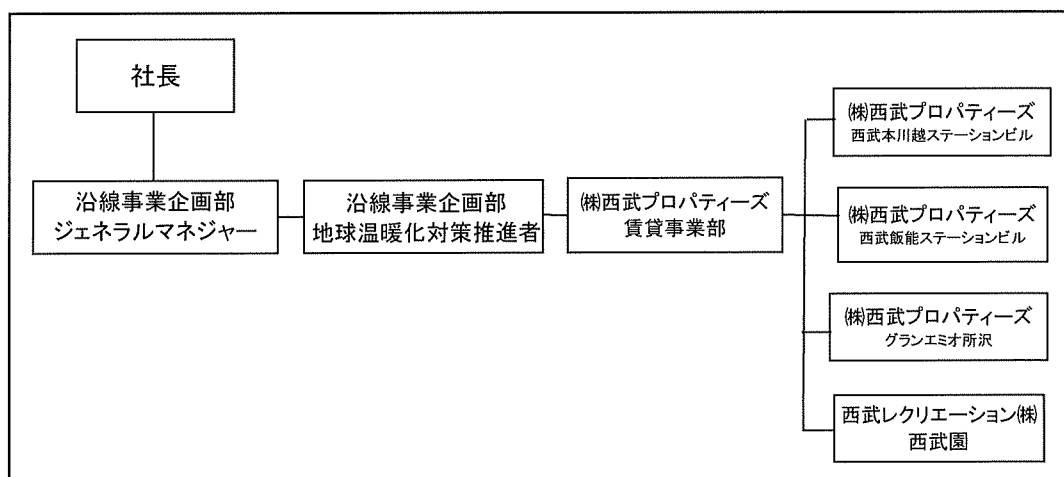 社長
沿線事業企画部
ジェネラルマネジャー
沿線事業企画部
地球温暖化対策推進者
㈱西武プロパティーズ
賃貸事業部
㈱西武プロパティーズ
西武本川越ステーションビル
㈱西武プロパティーズ
西武飯能ステーションビル
㈱西武プロパティーズ
グランエミオ所沢
西武レクリエーション㈱
西武園